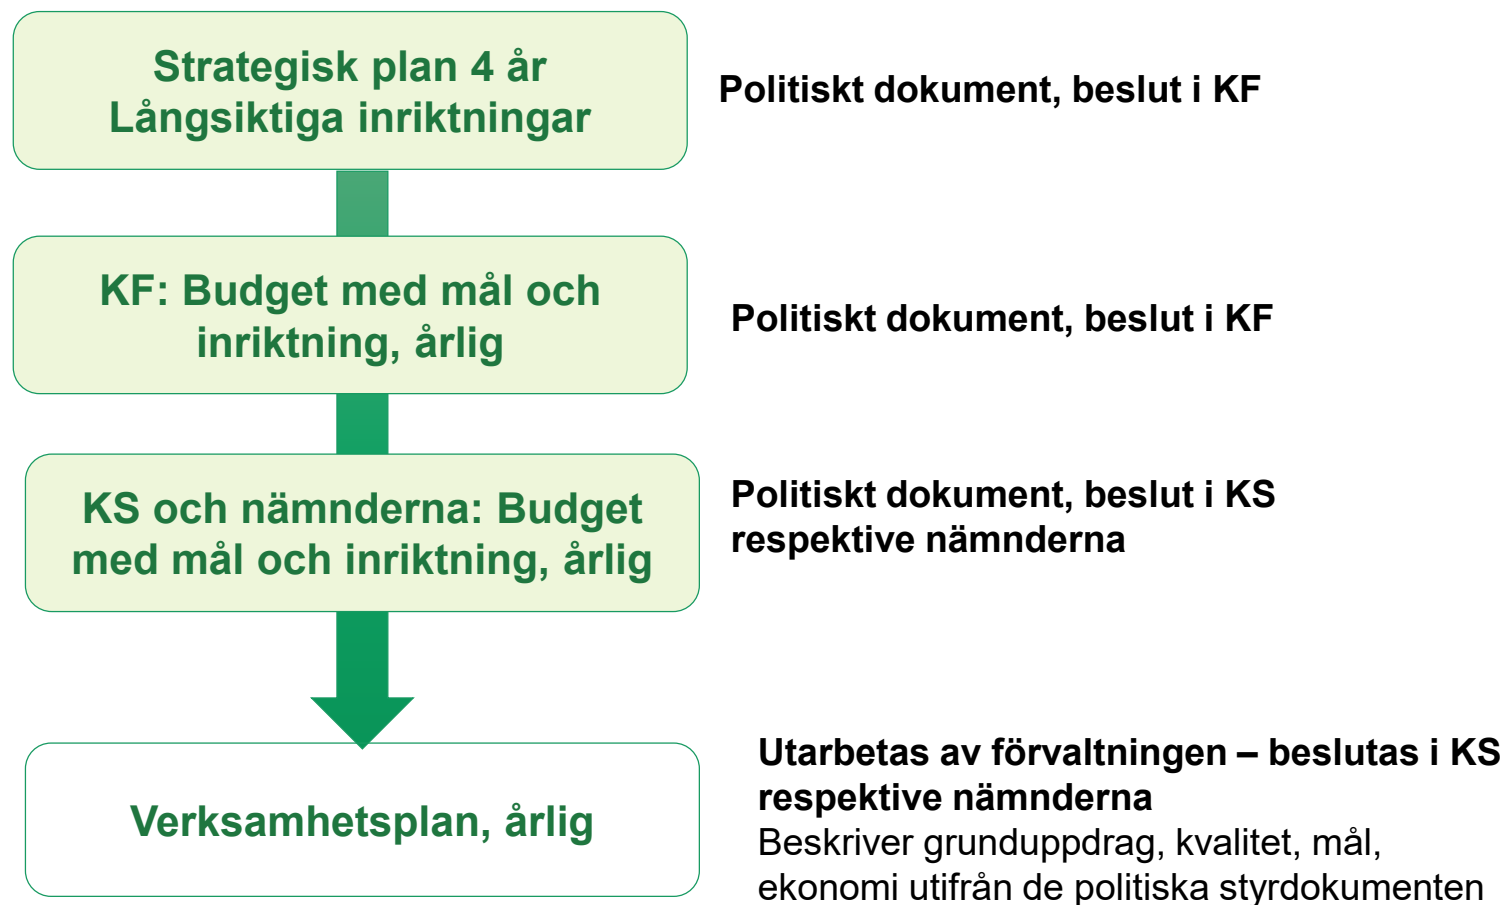 Strategisk plan 4 år
Långsiktiga inriktningar
Politiskt dokument, beslut i KF
KF: Budget med mål och
inriktning, årlig
Politiskt dokument, beslut i KF
KS och nämnderna: Budget
med mål och inriktning, årlig
Politiskt dokument, beslut i KS
respektive nämnderna
Verksamhetsplan, årlig
Utarbetas av förvaltningen – beslutas i KS
respektive nämnderna
Beskriver grunduppdrag, kvalitet, mål,
ekonomi utifrån de politiska styrdokumenten